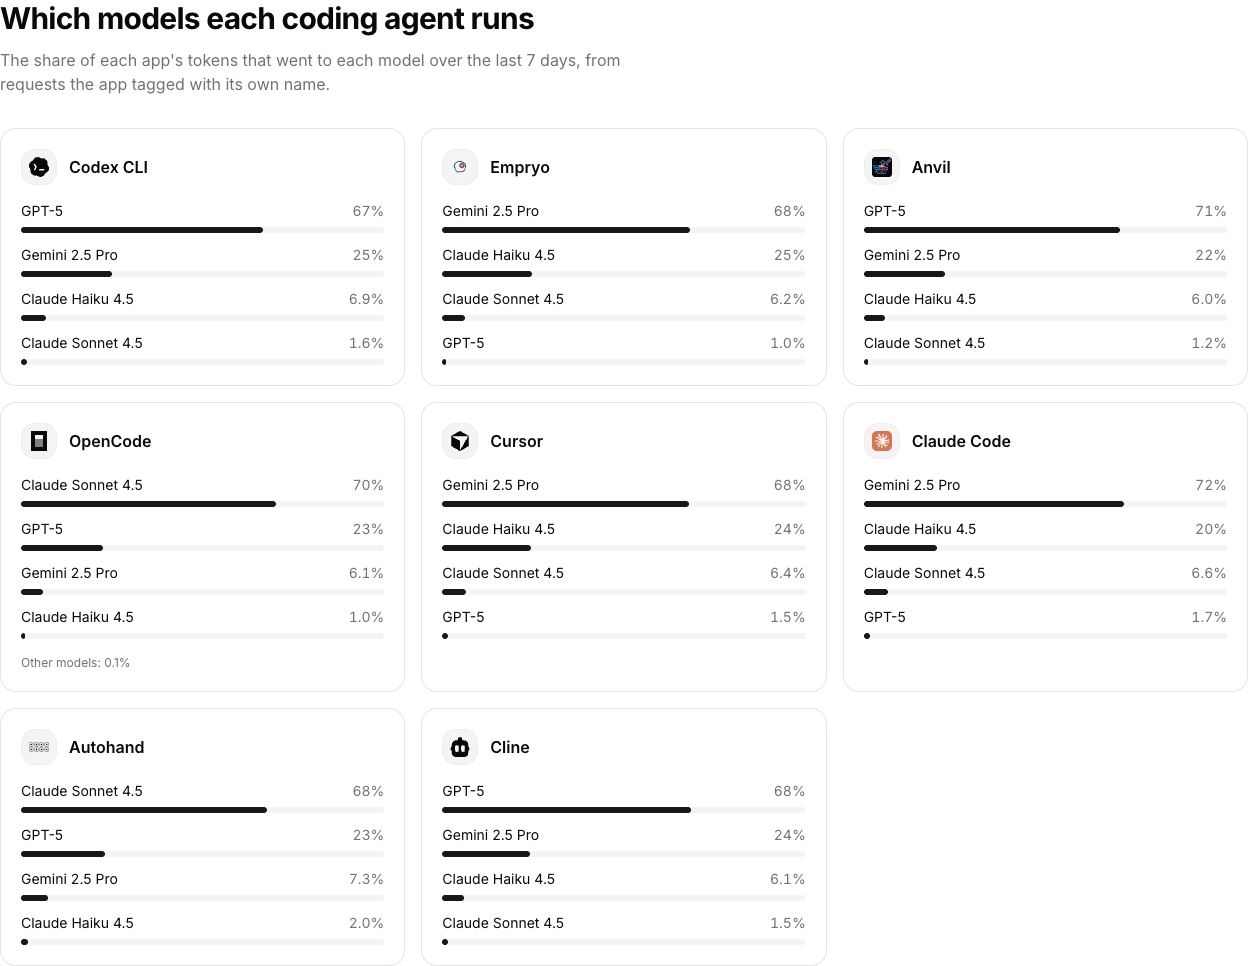 Which models each coding agent runs
The share of each app's tokens that went to each model over the last 7 days, from
requests the app tagged with its own name.
Codex CLI
GPT-5 67%
Gemini 2.5 Pro 25%
Claude Haiku 4.5 6.9%
Claude Sonnet 4.5 1.6%
Empryo
Gemini 2.5 Pro 68%
Claude Haiku 4.5 25%
Claude Sonnet 4.5 6.2%
GPT-5 1.0%
Anvil
GPT-5 71%
Gemini 2.5 Pro 22%
Claude Haiku 4.5 6.0%
Claude Sonnet 4.5 1.2%
OpenCode
Claude Sonnet 4.5 70%
GPT-5 23%
Gemini 2.5 Pro 6.1%
Claude Haiku 4.5 1.0%
Other models: 0.1%
Cursor
Gemini 2.5 Pro 68%
Claude Haiku 4.5 24%
Claude Sonnet 4.5 6.4%
GPT-5 1.5%
Claude Code
Gemini 2.5 Pro 72%
Claude Haiku 4.5 20%
Claude Sonnet 4.5 6.6%
GPT-5 1.7%
Autohand
Claude Sonnet 4.5 68%
GPT-5 23%
Gemini 2.5 Pro 7.3%
Claude Haiku 4.5 2.0%
Cline
GPT-5 68%
Gemini 2.5 Pro 24%
Claude Haiku 4.5 6.1%
Claude Sonnet 4.5 1.5%